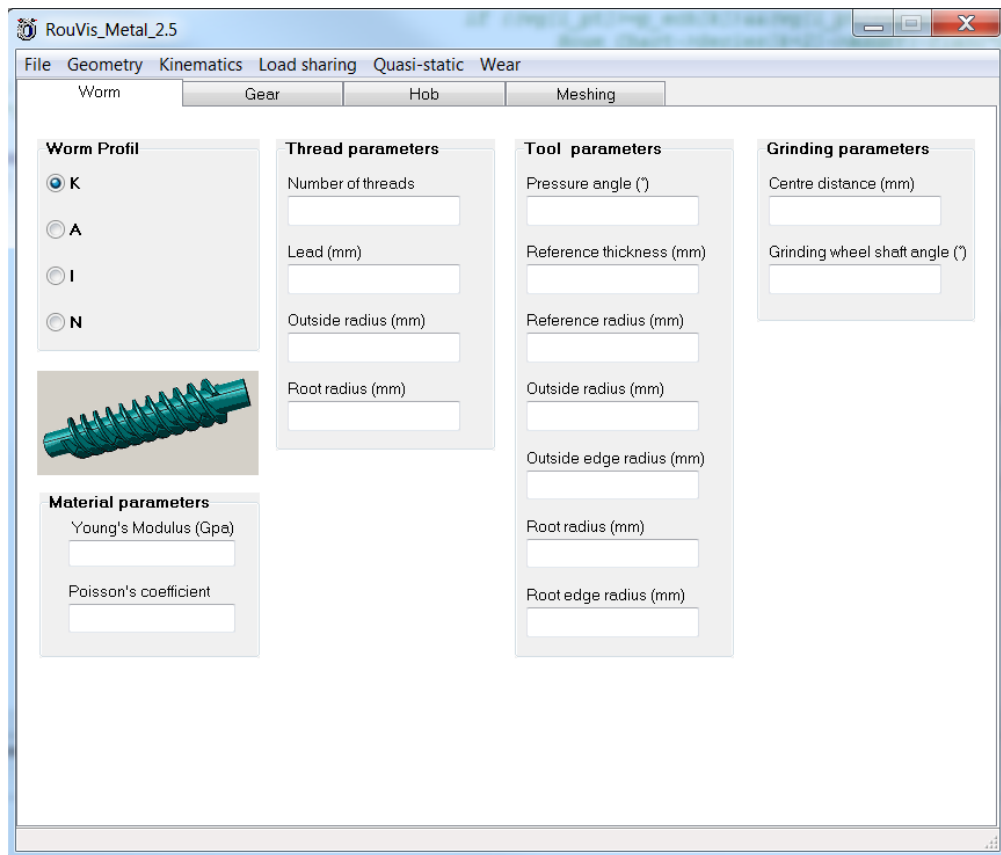 RouVis_Metal_2.5
File Geometry Kinematics Load sharing Quasi-static Wear
Worm Gear Hob Meshing
Worm Profil
K
A
I
N
Material parameters
Young's Modulus (Gpa)
Poisson's coefficient
Thread parameters
Number of threads
Lead (mm)
Outside radius (mm)
Root radius (mm)
Tool parameters
Pressure angle (°)
Reference thickness (mm)
Reference radius (mm)
Outside radius (mm)
Outside edge radius (mm)
Root radius (mm)
Root edge radius (mm)
Grinding parameters
Centre distance (mm)
Grinding wheel shaft angle (°)